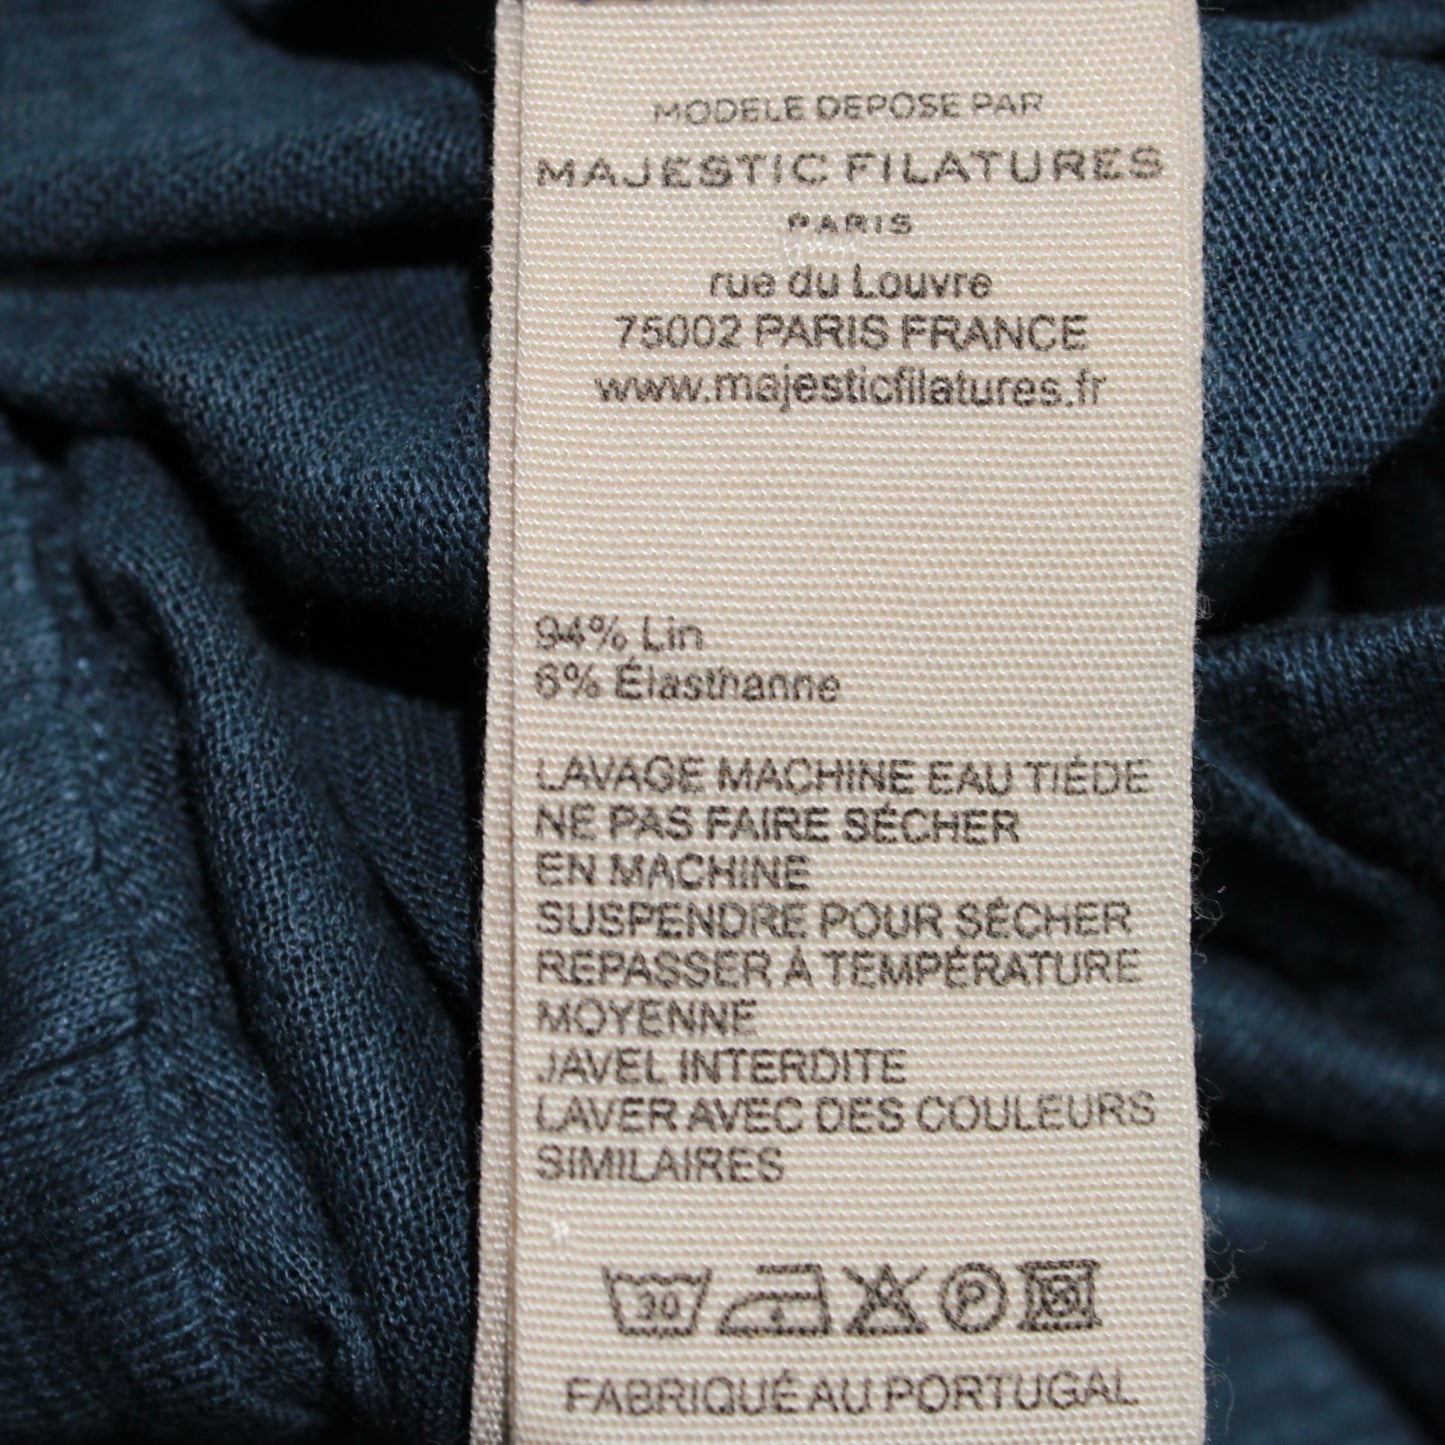 MODELE DEPOSE PAR
MAJESTIC FILATURES
PARIS
rue du Louvre
75002 PARIS FRANCE
www.majesticfilatures.fr
94% Lin
6% Élasthanne
LAVAGE MACHINE EAU TIÉDE
NE PAS FAIRE SÉCHER
EN MACHINE
SUSPENDRE POUR SÉCHER
REPASSER À TEMPÉRATURE
MOYENNE
JAVEL INTERDITE
LAVER AVEC DES COULEURS
SIMILAIRES
30 P
FABRIQUÉ AU PORTUGAL